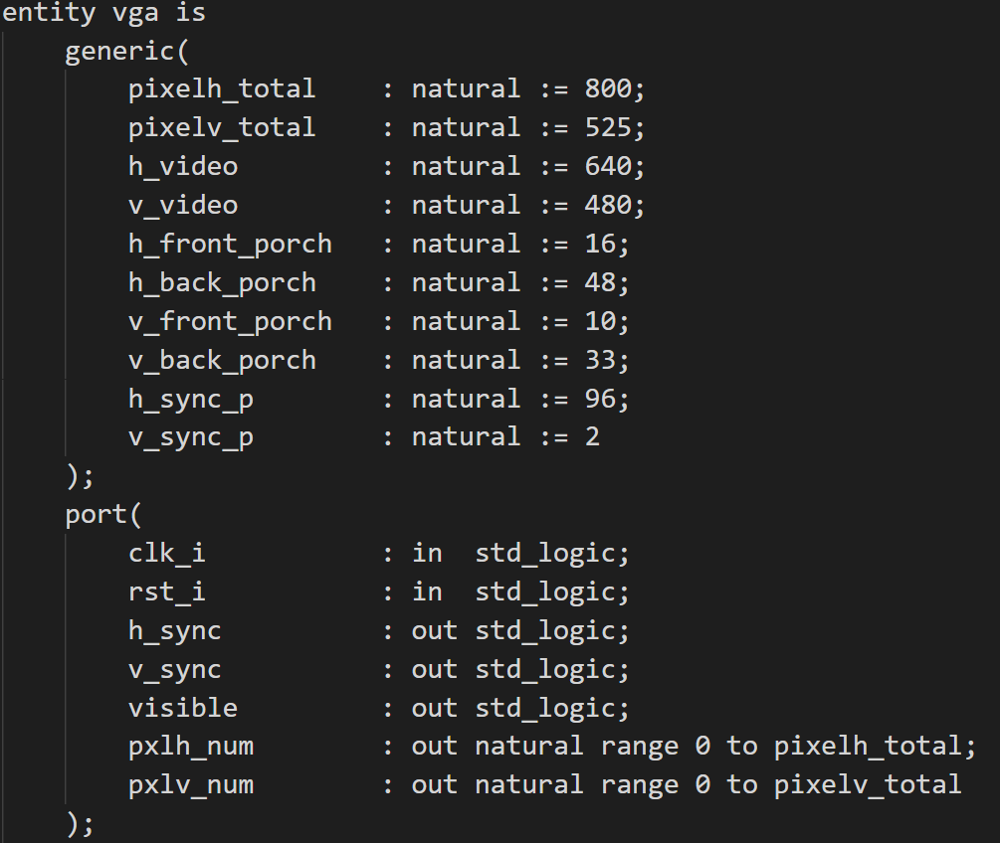 entity vga is
    generic(
        pixelh_total    : natural := 800;
        pixelv_total    : natural := 525;
        h_video         : natural := 640;
        v_video         : natural := 480;
        h_front_porch   : natural := 16;
        h_back_porch    : natural := 48;
        v_front_porch   : natural := 10;
        v_back_porch    : natural := 33;
        h_sync_p        : natural := 96;
        v_sync_p        : natural := 2
    );
    port(
        clk_i           : in  std_logic;
        rst_i           : in  std_logic;
        h_sync          : out std_logic;
        v_sync          : out std_logic;
        visible         : out std_logic;
        pxlh_num        : out natural range 0 to pixelh_total;
        pxlv_num        : out natural range 0 to pixelv_total
    );